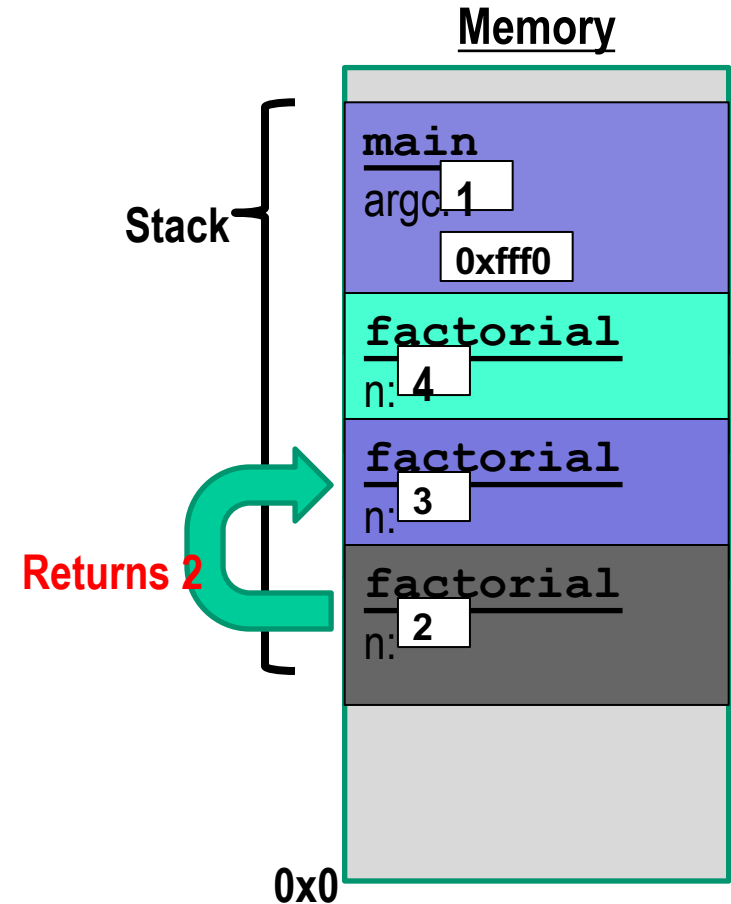 Memory
main
argc: 1
0xfff0
Stack
factorial
n: 4
factorial
n: 3
Returns 2
factorial
n: 2
0x0